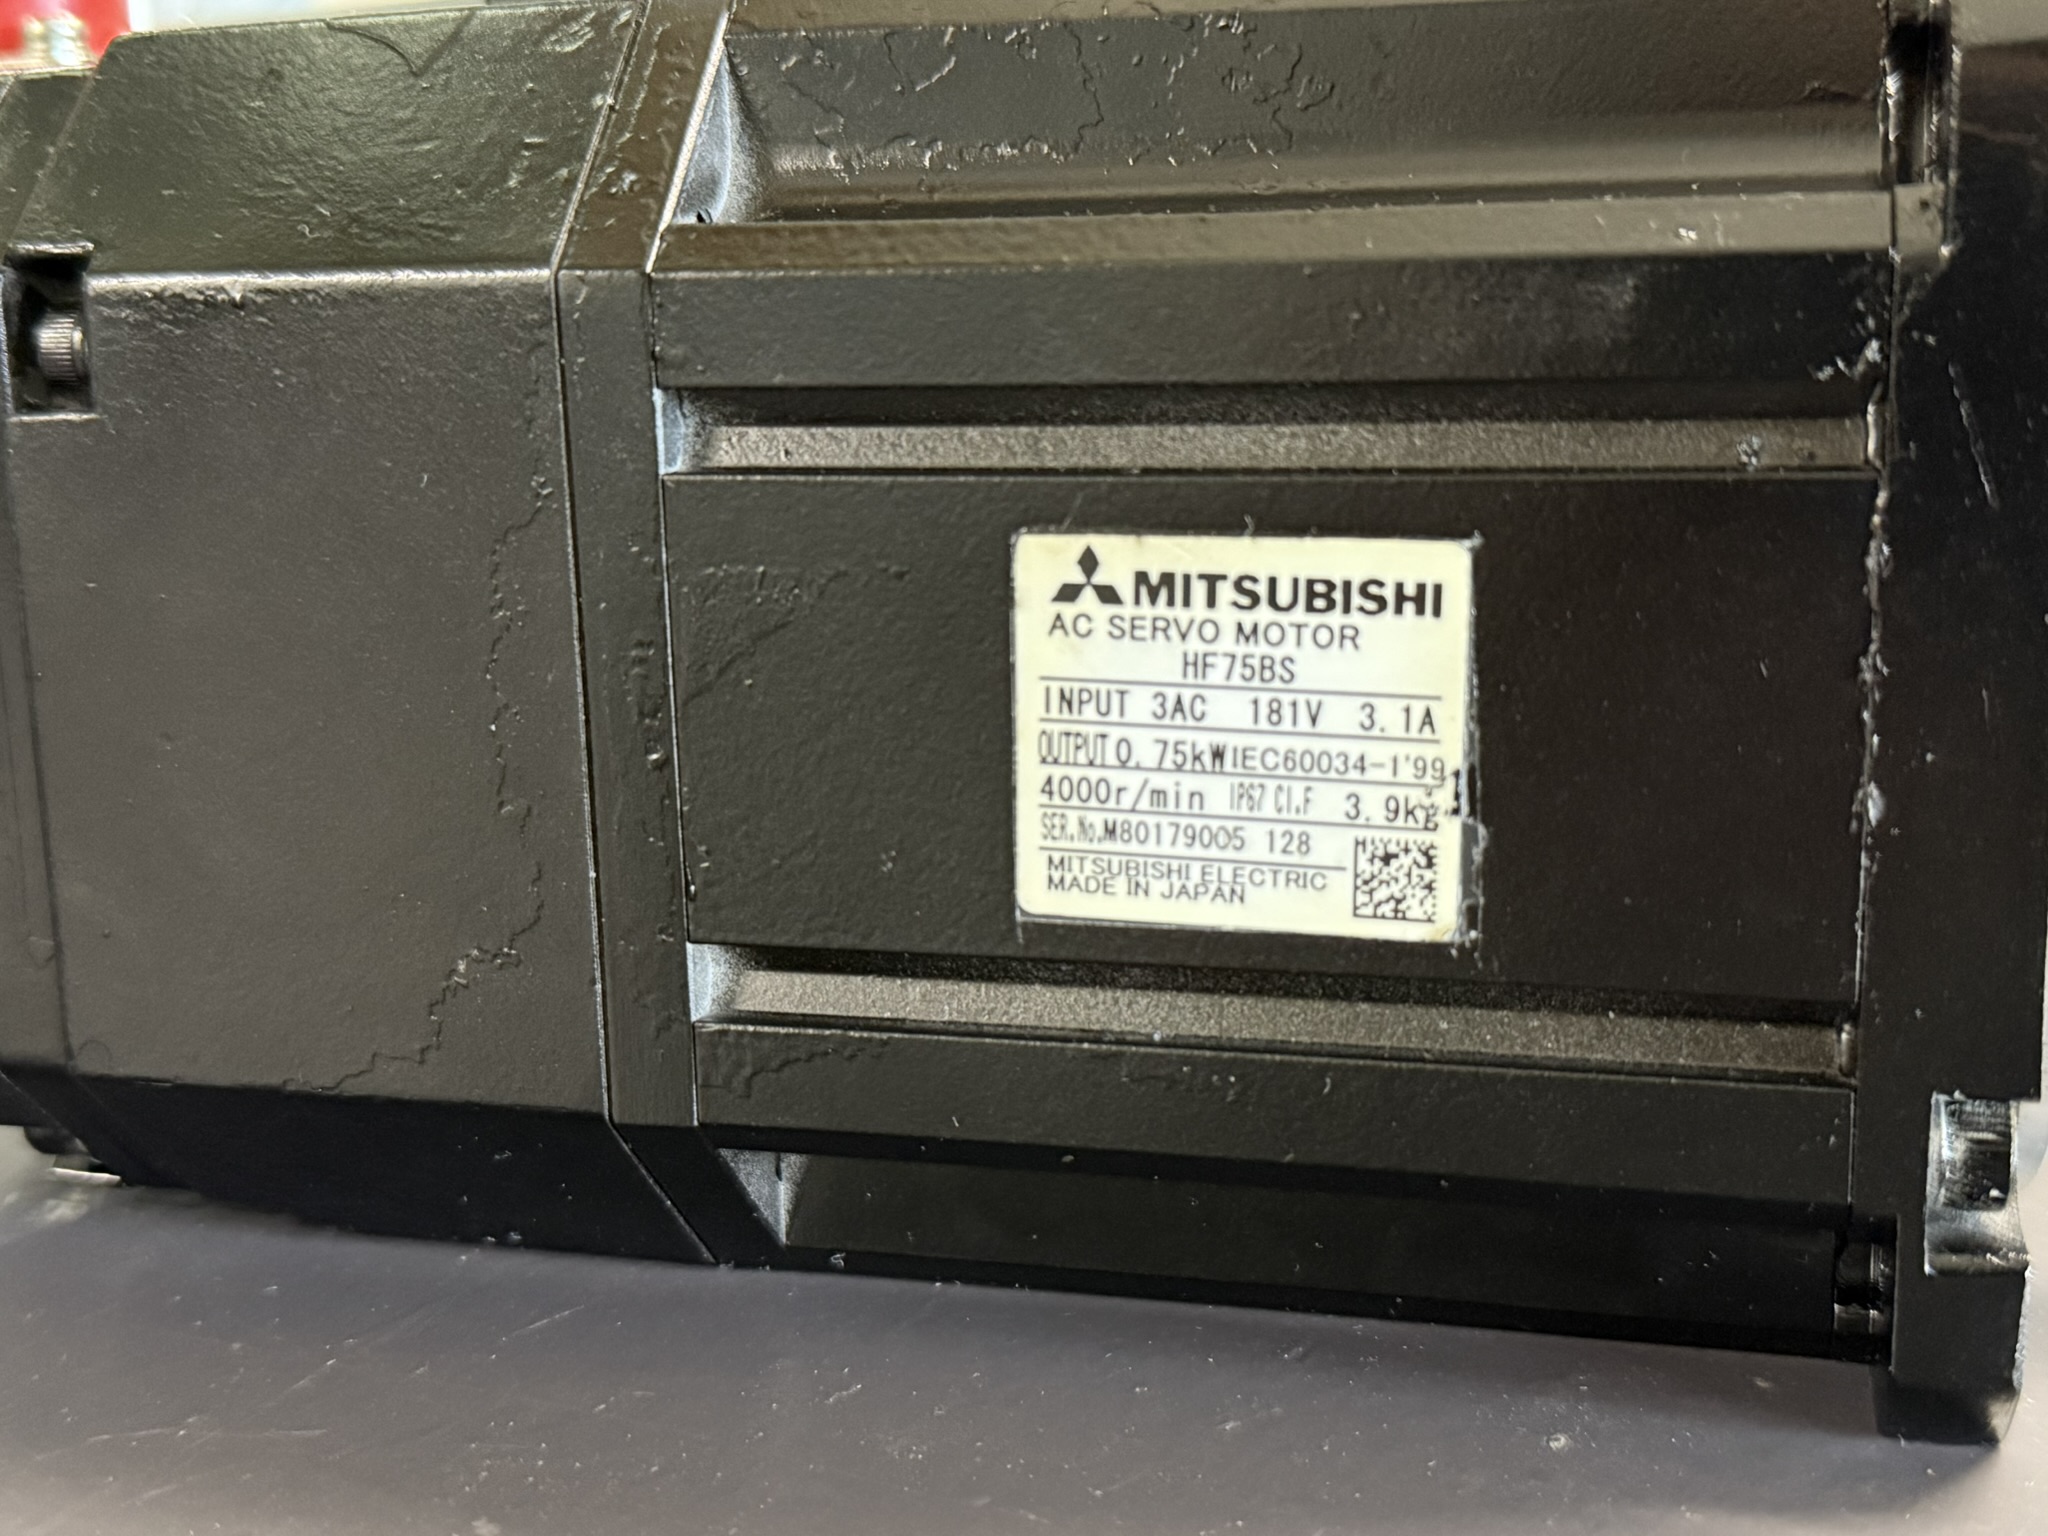 MITSUBISHI
AC SERVO MOTOR
HF75BS
INPUT 3AC 181V 3.1A
OUTPUT 0.75kW IEC60034-1'99
4000r/min IP67 CI.F 3.9kg
SER.No.M80179005 128
MITSUBISHI ELECTRIC
MADE IN JAPAN